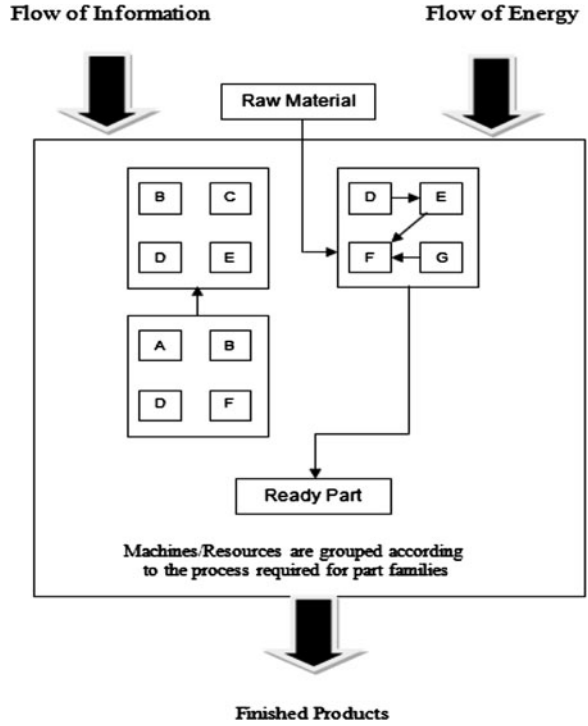 Flow of Information
Flow of Energy
Raw Material
B C
D E
D E
F G
A B
D F
Ready Part
Machines/Resources are grouped according
to the process required for part families
Finished Products